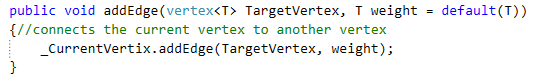 public void addEdge(vertex<T> TargetVertex, T weight = default(T))
{//connects the current vertex to another vertex
    _CurrentVertix.addEdge(TargetVertex, weight);
}